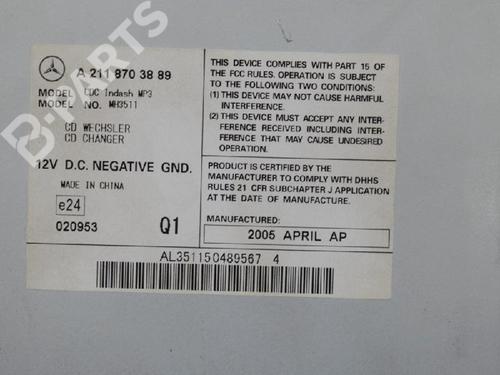 A 211 870 38 89
MODEL CDC Indash MP3
MODEL NO. MH3511
CD WECHSLER
CD CHANGER
12V D.C. NEGATIVE GND.
MADE IN CHINA
e24
020953 Q1
THIS DEVICE COMPLIES WITH PART 15 OF
THE FCC RULES. OPERATION IS SUBJECT
TO THE FOLLOWING TWO CONDITIONS:
(1) THIS DEVICE MAY NOT CAUSE HARMFUL
INTERFERENCE
(2) THIS DEVICE MUST ACCEPT ANY INTER-
FERENCE RECEIVED INCLUDING INTER-
FERENCE THAT MAY CAUSE UNDESIRED
OPERATION.
PRODUCT IS CERTIFIED BY THE
MANUFACTURER TO COMPLY WITH DHHS
RULES 21 CFR SUBCHAPTER J APPLICATION
AT THE DATE OF MANUFACTURE.
MANUFACTURED:
2005 APRIL AP
AL351150489567 4
B-PARTS